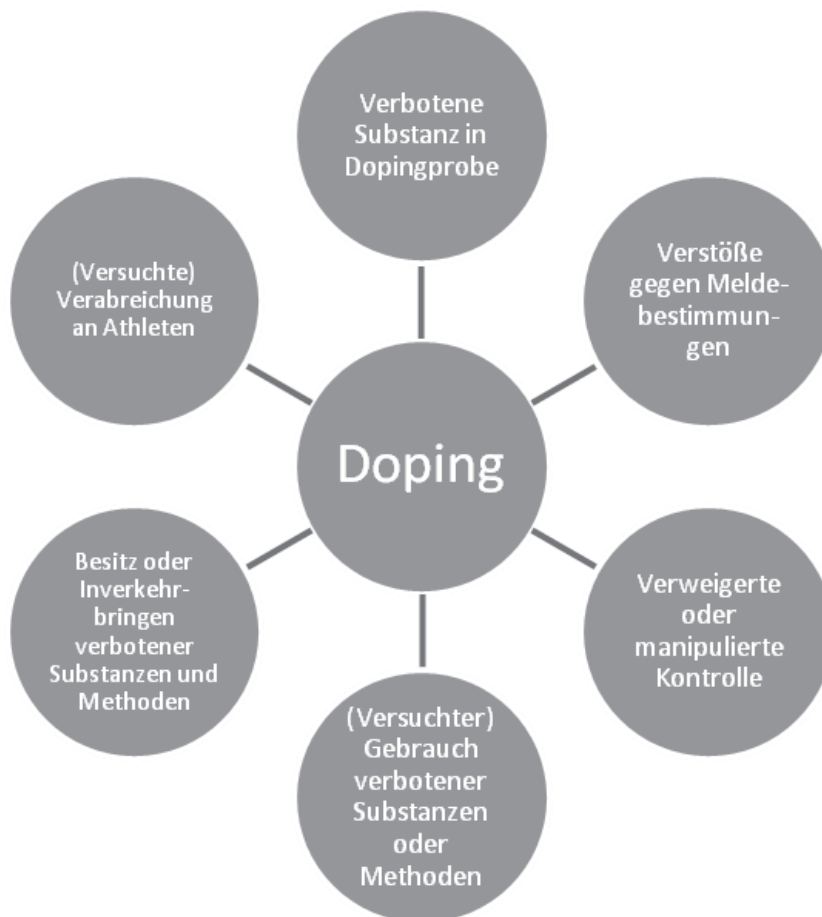 Verbotene
Substanz in
Dopingprobe
(Versuchte)
Verabreichung
an Athleten
Verstöße
gegen Melde-
bestimmun-
gen
Doping
Besitz oder
Inverkehr-
bringen
verbotener
Substanzen und
Methoden
Verweigerte
oder
manipulierte
Kontrolle
(Versuchter)
Gebrauch
verbotener
Substanzen
oder
Methoden